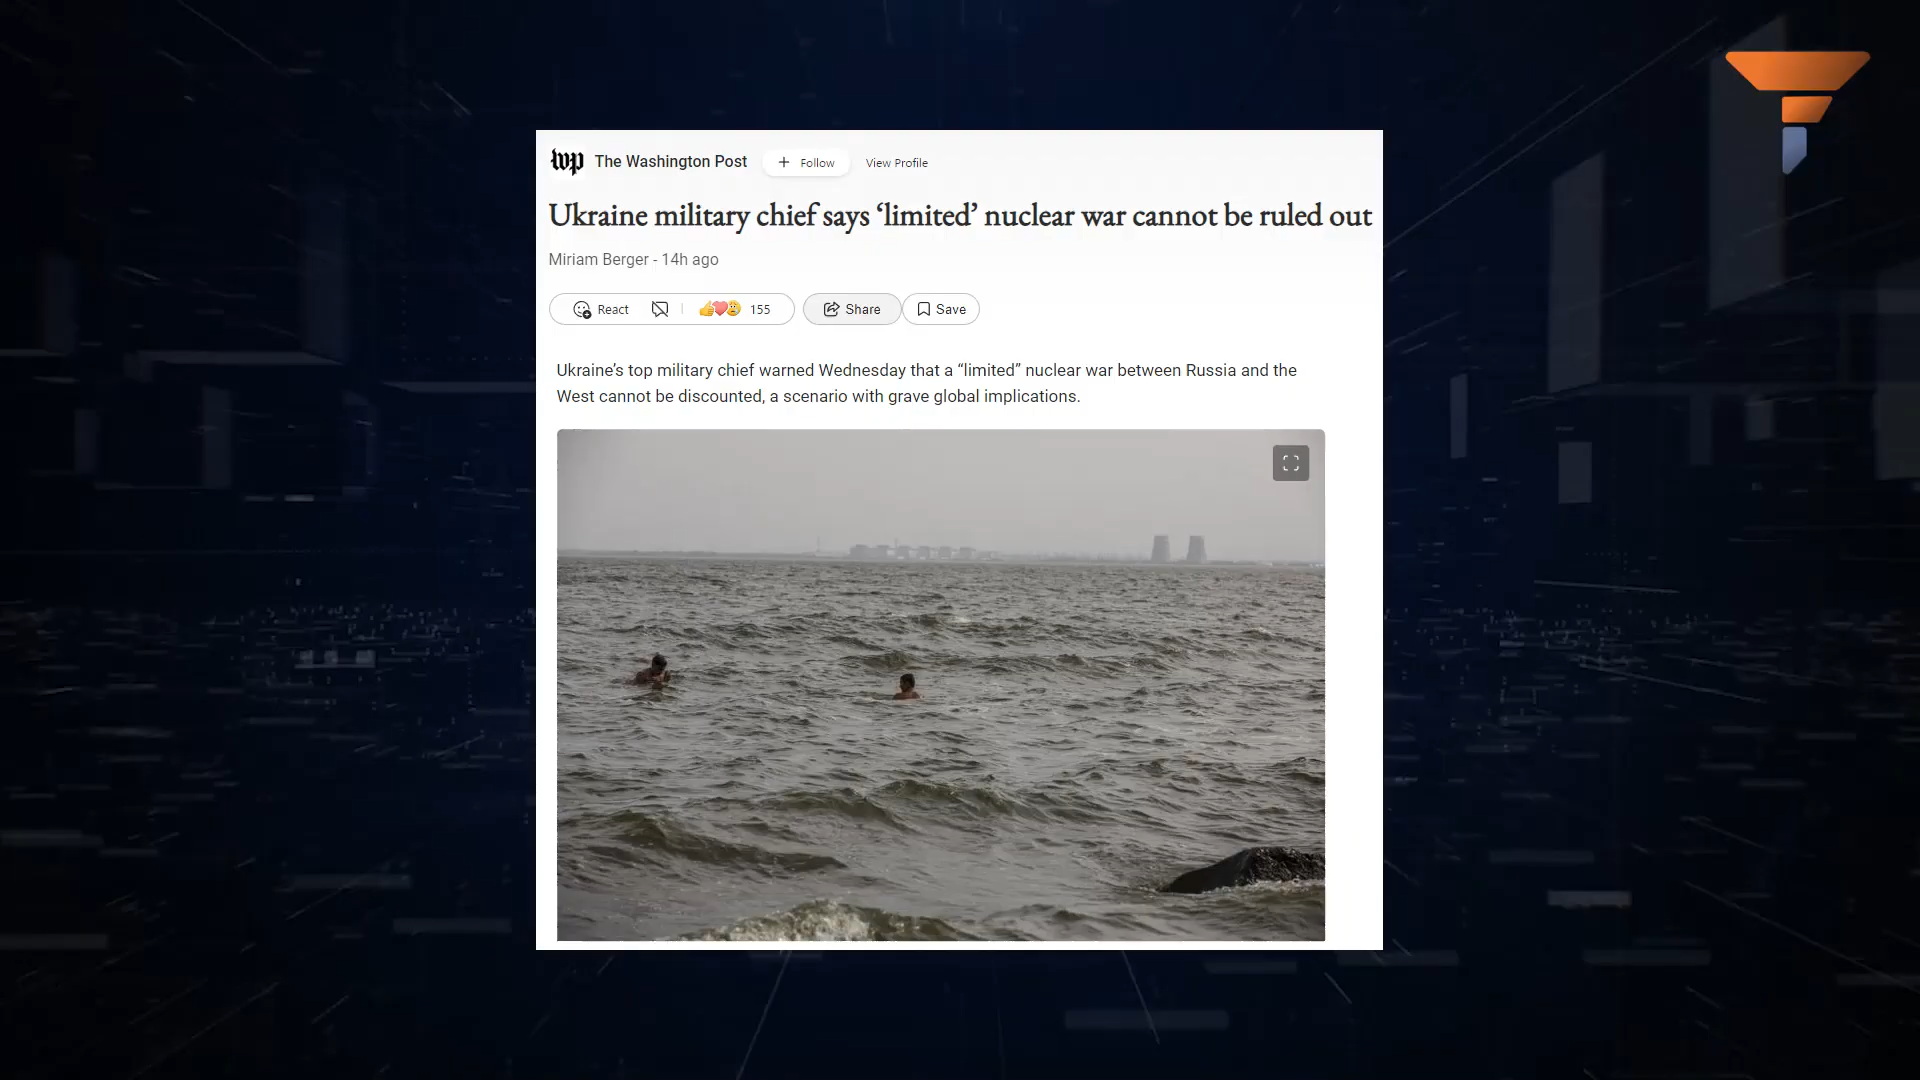 wp The Washington Post + Follow View Profile
Ukraine military chief says ‘limited’ nuclear war cannot be ruled out
Miriam Berger - 14h ago
React 155 Share Save
Ukraine’s top military chief warned Wednesday that a “limited” nuclear war between Russia and the
West cannot be discounted, a scenario with grave global implications.